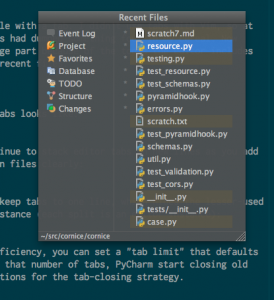 Recent Files
Event Log
Project
Favorites
Database
TODO
Structure
Changes
scratch7.md
resource.py
testing.py
test_resource.py
test_schemas.py
pyramidhook.py
errors.py
scratch.txt
test_pyramidhook.py
schemas.py
util.py
test_validation.py
test_cors.py
__init__.py
tests/__init__.py
case.py
~/src/cornice/cornice
le with
s had d
ge part
recent
abs loo
nue to
add
n files
keep tab
used
stance
ficiency, you can set a "tab limit" that defaults
that number of tabs, PyCharm start closing old
tions for the tab-closing strategy.